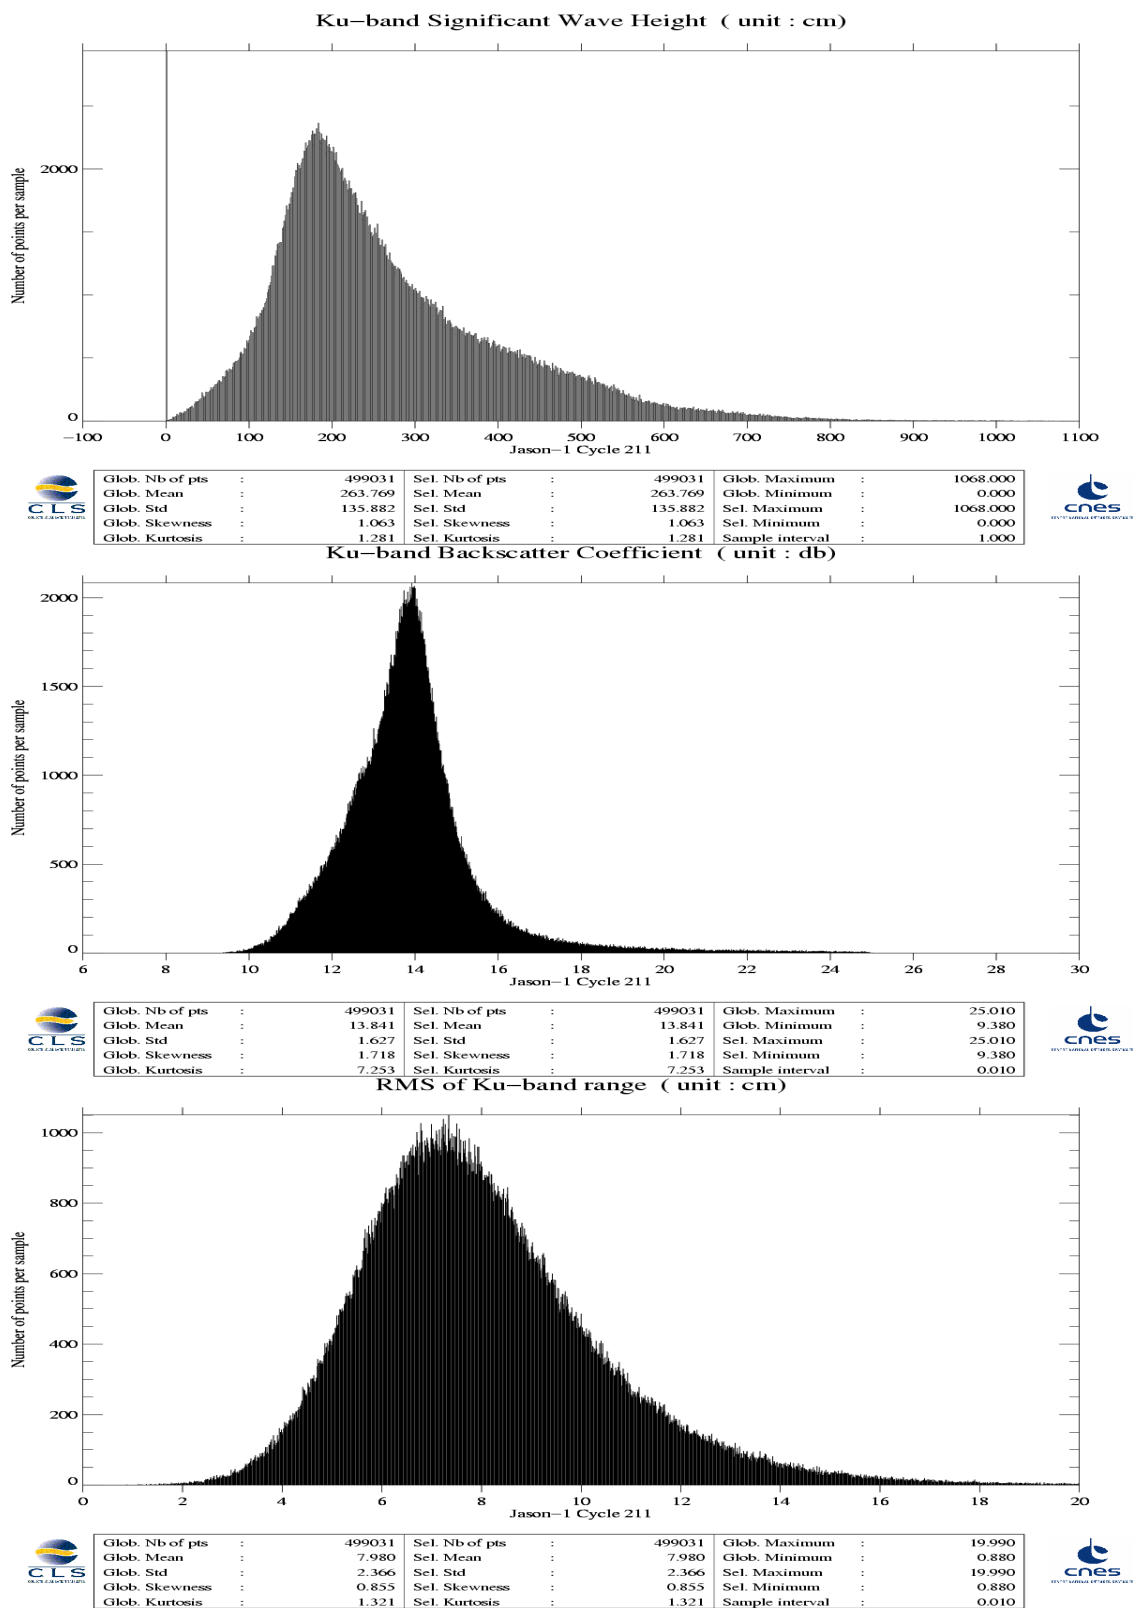 Ku−band Significant Wave Height ( unit : cm)
Number of points per sample
2000
0
−100 0 100 200 300 400 500 600 700 800 900 1000 1100
Jason−1 Cycle 211
CLS
cnes
Glob. Nb of pts : 499031 Sel. Nb of pts : 499031 Glob. Maximum : 1068.000
Glob. Mean : 263.769 Sel. Mean : 263.769 Glob. Minimum : 0.000
Glob. Std : 135.882 Sel. Std : 135.882 Sel. Maximum : 1068.000
Glob. Skewness : 1.063 Sel. Skewness : 1.063 Sel. Minimum : 0.000
Glob. Kurtosis : 1.281 Sel. Kurtosis : 1.281 Sample interval : 1.000
Ku−band Backscatter Coefficient ( unit : db)
Number of points per sample
2000
1500
1000
500
0
6 8 10 12 14 16 18 20 22 24 26 28 30
Jason−1 Cycle 211
CLS
cnes
Glob. Nb of pts : 499031 Sel. Nb of pts : 499031 Glob. Maximum : 25.010
Glob. Mean : 13.841 Sel. Mean : 13.841 Glob. Minimum : 9.380
Glob. Std : 1.627 Sel. Std : 1.627 Sel. Maximum : 25.010
Glob. Skewness : 1.718 Sel. Skewness : 1.718 Sel. Minimum : 9.380
Glob. Kurtosis : 7.253 Sel. Kurtosis : 7.253 Sample interval : 0.010
RMS of Ku−band range ( unit : cm)
Number of points per sample
1000
800
600
400
200
0
0 2 4 6 8 10 12 14 16 18 20
Jason−1 Cycle 211
CLS
cnes
Glob. Nb of pts : 499031 Sel. Nb of pts : 499031 Glob. Maximum : 19.990
Glob. Mean : 7.980 Sel. Mean : 7.980 Glob. Minimum : 0.880
Glob. Std : 2.366 Sel. Std : 2.366 Sel. Maximum : 19.990
Glob. Skewness : 0.855 Sel. Skewness : 0.855 Sel. Minimum : 0.880
Glob. Kurtosis : 1.321 Sel. Kurtosis : 1.321 Sample interval : 0.010